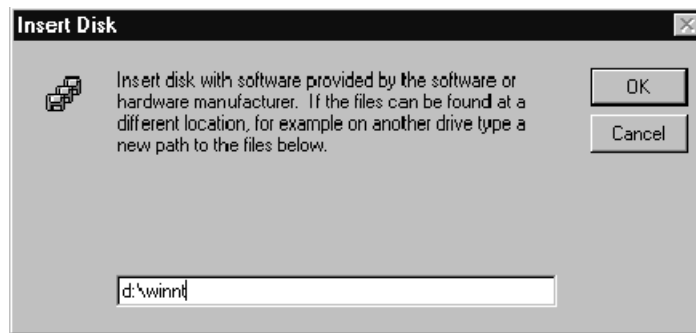 Insert Disk
Insert disk with software provided by the software or
hardware manufacturer. If the files can be found at a
different location, for example on another drive type a
new path to the files below.
OK
Cancel
d:\winnt